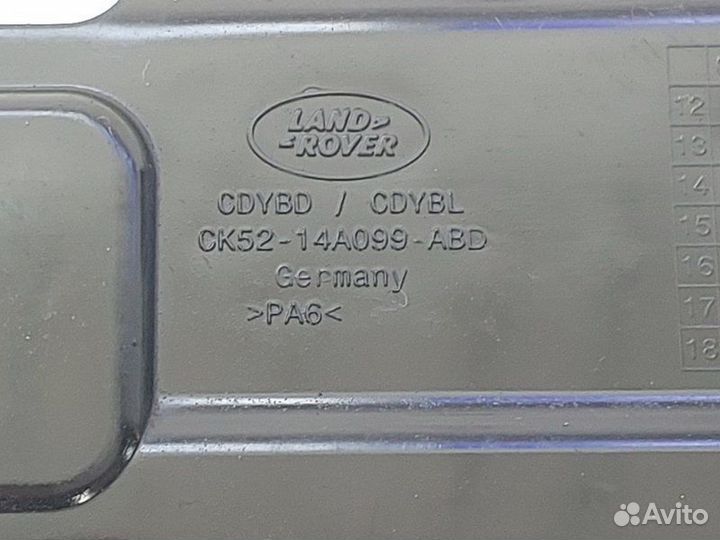 LAND
ROVER
CDYBD / CDYBL
CK52-14A099-ABD
Germany
>PA6<
12
13
14
15
16
17
18
Avito